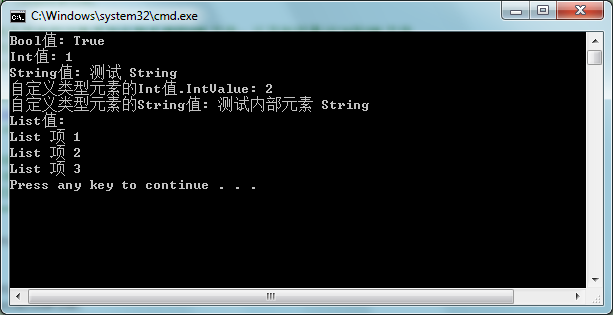 C:\Windows\system32\cmd.exe
Bool值: True
Int值: 1
String值: 测试 String
自定义类型元素的Int值.IntValue: 2
自定义类型元素的String值: 测试内部元素 String
List值:
List 项 1
List 项 2
List 项 3
Press any key to continue . . .